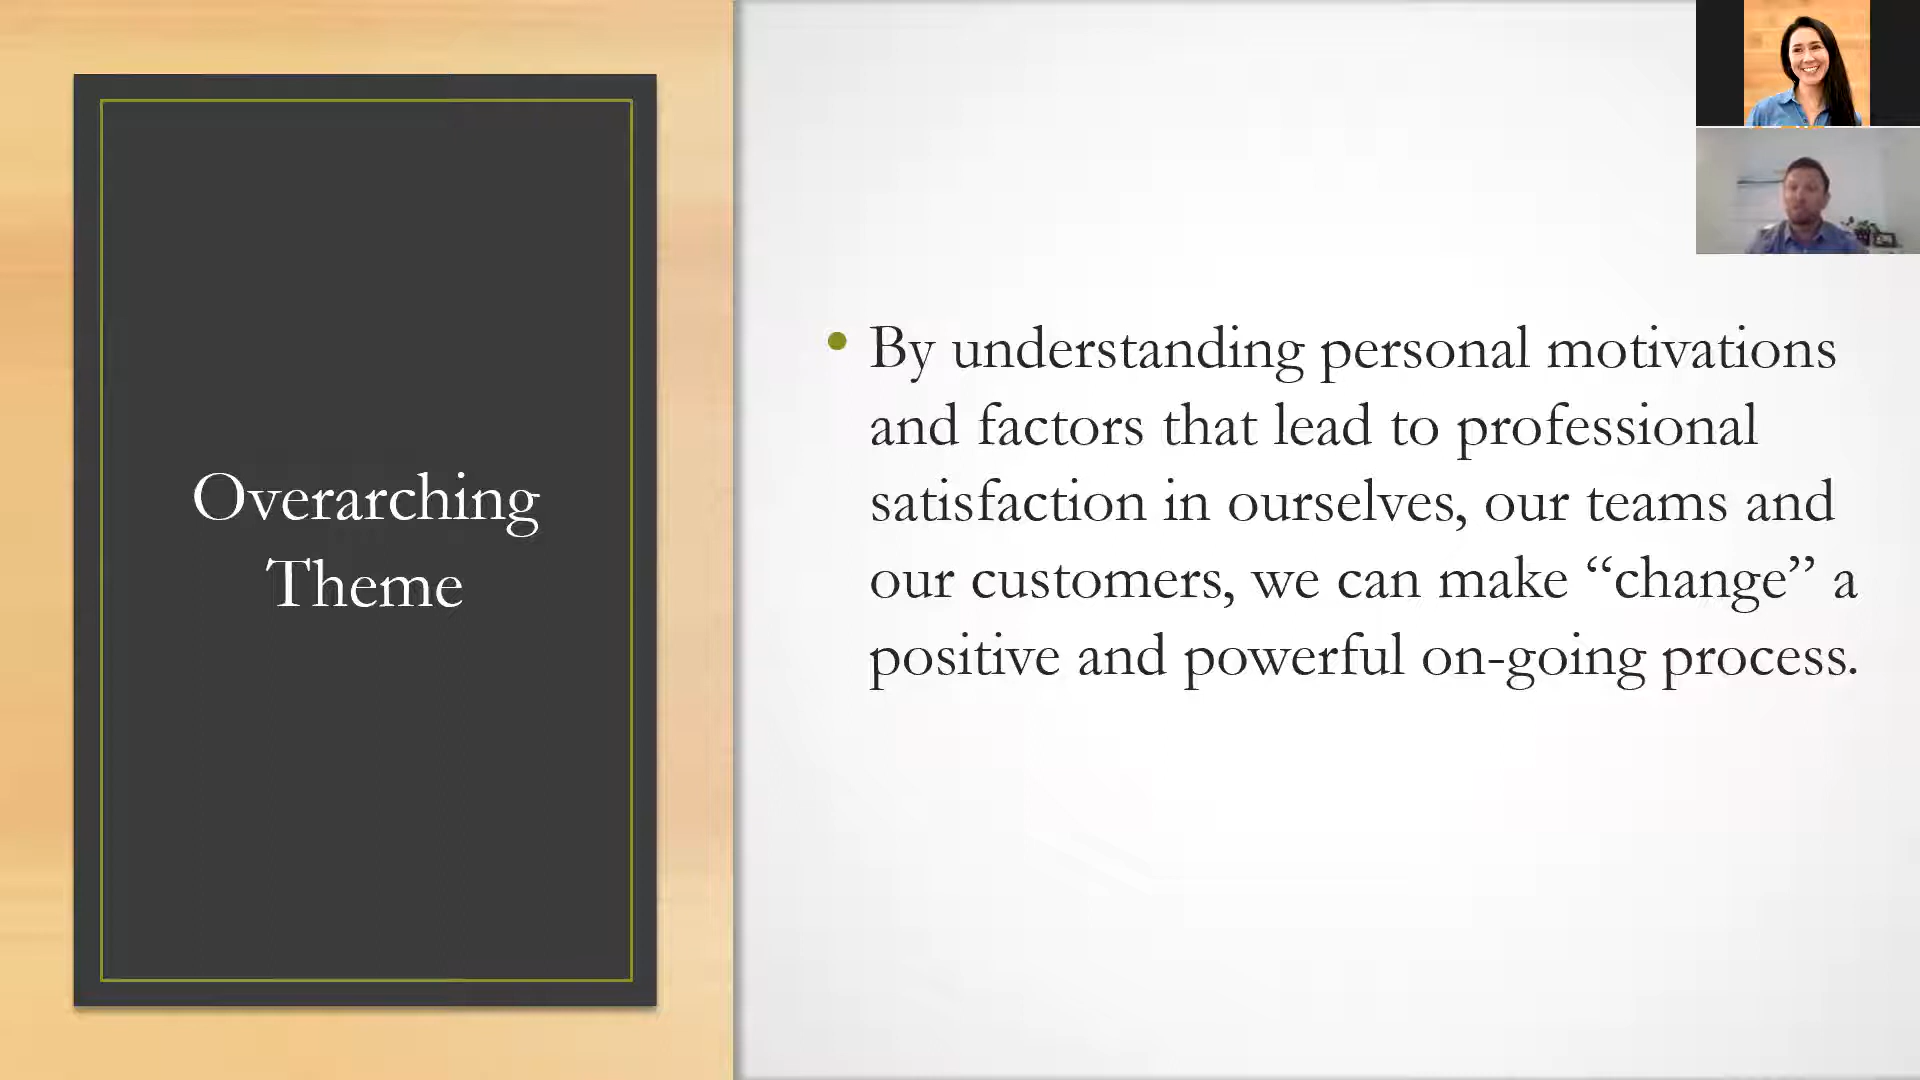 Overarching
Theme
• By understanding personal motivations
and factors that lead to professional
satisfaction in ourselves, our teams and
our customers, we can make “change” a
positive and powerful on-going process.